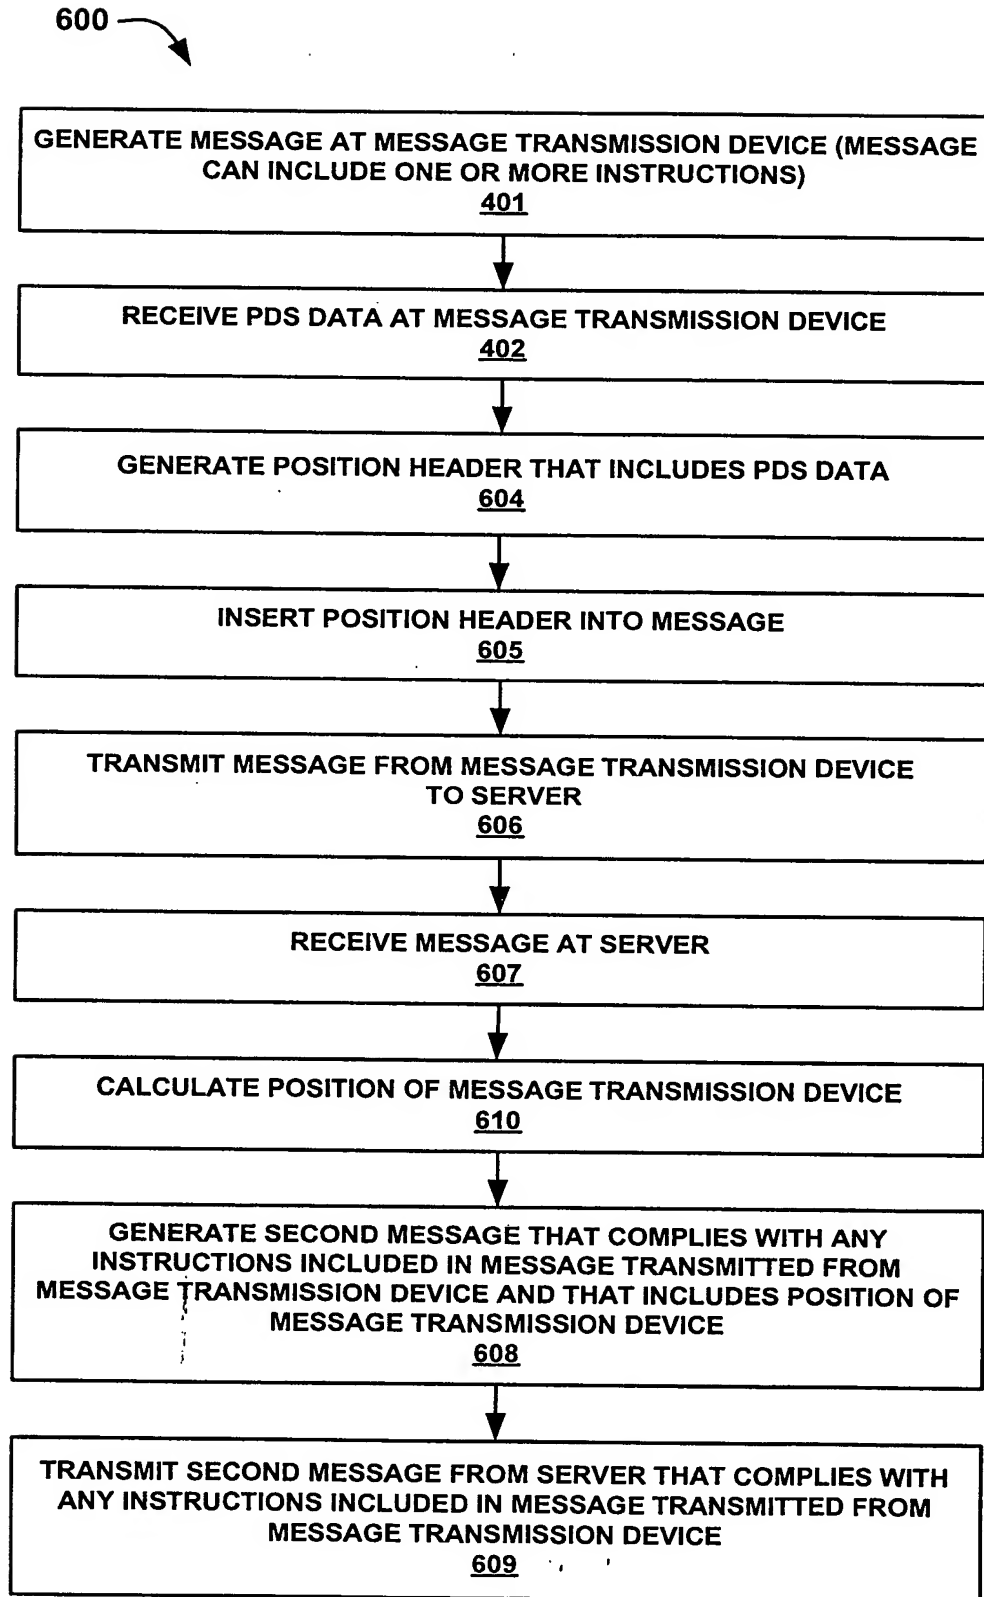 600
GENERATE MESSAGE AT MESSAGE TRANSMISSION DEVICE (MESSAGE
CAN INCLUDE ONE OR MORE INSTRUCTIONS)
401
RECEIVE PDS DATA AT MESSAGE TRANSMISSION DEVICE
402
GENERATE POSITION HEADER THAT INCLUDES PDS DATA
604
INSERT POSITION HEADER INTO MESSAGE
605
TRANSMIT MESSAGE FROM MESSAGE TRANSMISSION DEVICE
TO SERVER
606
RECEIVE MESSAGE AT SERVER
607
CALCULATE POSITION OF MESSAGE TRANSMISSION DEVICE
610
GENERATE SECOND MESSAGE THAT COMPLIES WITH ANY
INSTRUCTIONS INCLUDED IN MESSAGE TRANSMITTED FROM
MESSAGE TRANSMISSION DEVICE AND THAT INCLUDES POSITION OF
MESSAGE TRANSMISSION DEVICE
608
TRANSMIT SECOND MESSAGE FROM SERVER THAT COMPLIES WITH
ANY INSTRUCTIONS INCLUDED IN MESSAGE TRANSMITTED FROM
MESSAGE TRANSMISSION DEVICE
609